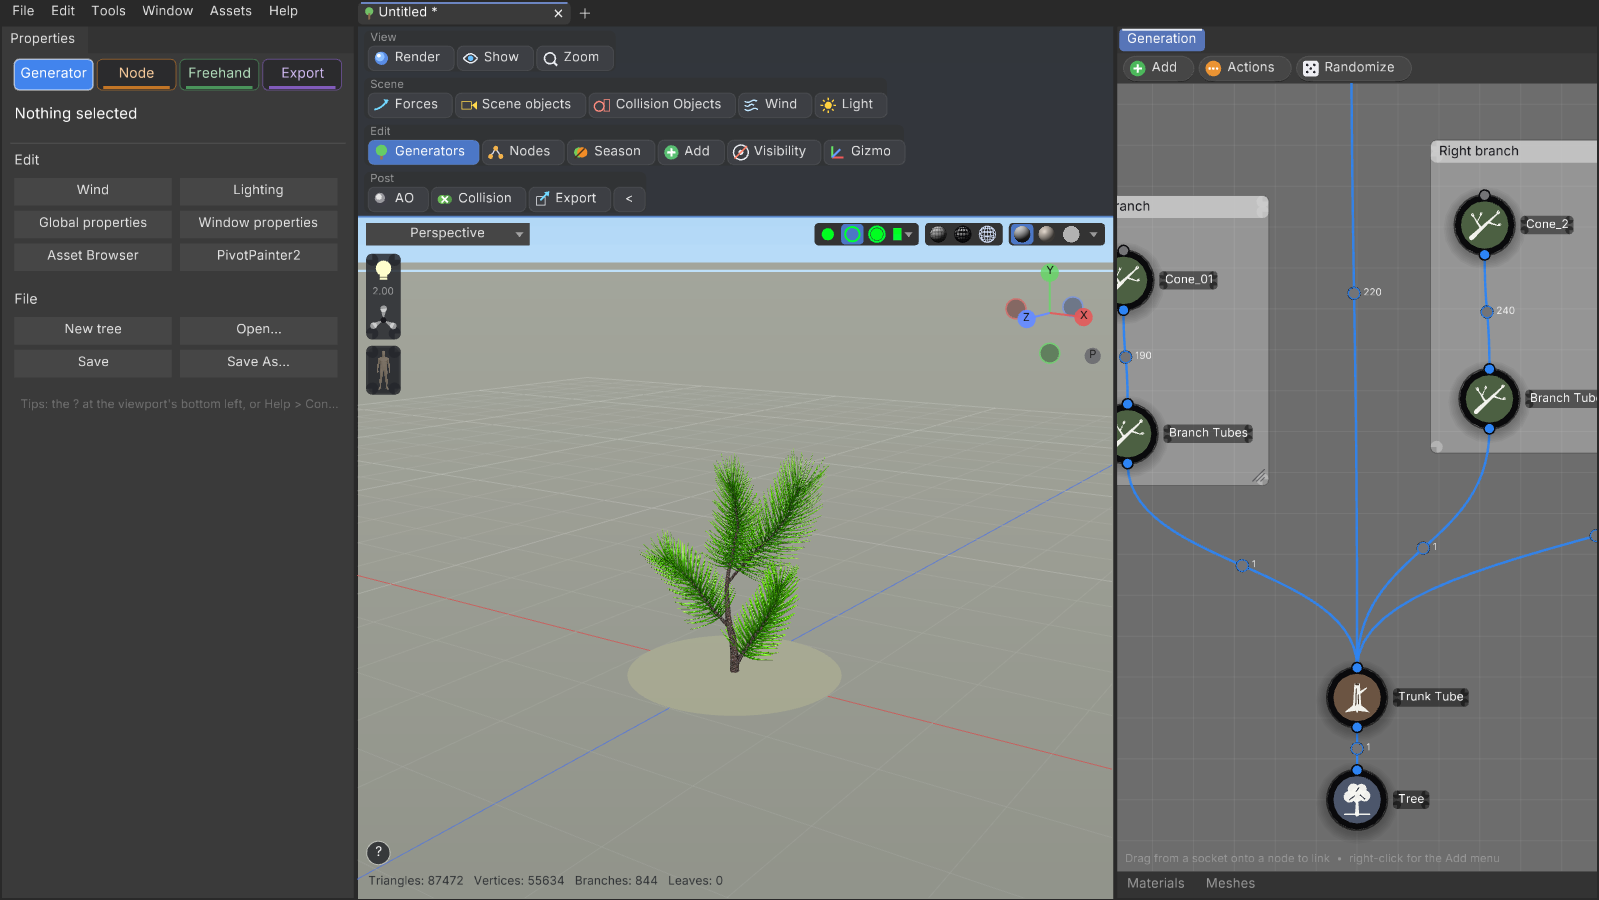 File Edit Tools Window Assets Help
Untitled *
Properties
Generator Node Freehand Export
Nothing selected
Edit
Wind Lighting
Global properties Window properties
Asset Browser PivotPainter2
File
New tree Open...
Save Save As...
Tips: the ? at the viewport's bottom left, or Help > Con...
View
Render Show Zoom
Scene
Forces Scene objects Collision Objects Wind Light
Edit
Generators Nodes Season Add Visibility Gizmo
Post
AO Collision Export <
Perspective
2.00
Y
Z
X
P
?
Triangles: 87472 Vertices: 55634 Branches: 844 Leaves: 0
Generation
Add Actions Randomize
Right branch
ranch
Cone_2
Cone_01
220
240
190
Branch Tube
Branch Tubes
1
1
Trunk Tube
1
Tree
Drag from a socket onto a node to link • right-click for the Add menu
Materials Meshes